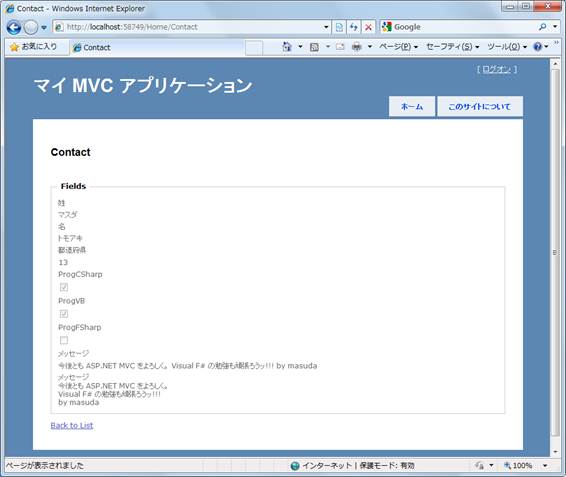 Contact - Windows Internet Explorer
http://localhost:58749/Home/Contact
Google
お気に入り
Contact
ページ(P)
セーフティ(S)
ツール(O)
[ ログオン ]
マイ MVC アプリケーション
ホーム
このサイトについて
Contact
Fields
姓
マスダ
名
トモアキ
都道府県
13
ProgCSharp
ProgVB
ProgFSharp
メッセージ
今後とも ASP.NET MVC をよろしく。 Visual F# の勉強も頑張ろうッ!!! by masuda
メッセージ
今後とも ASP.NET MVC をよろしく。
Visual F# の勉強も頑張ろうッ!!!
by masuda
Back to List
ページが表示されました
インターネット | 保護モード: 有効
100%